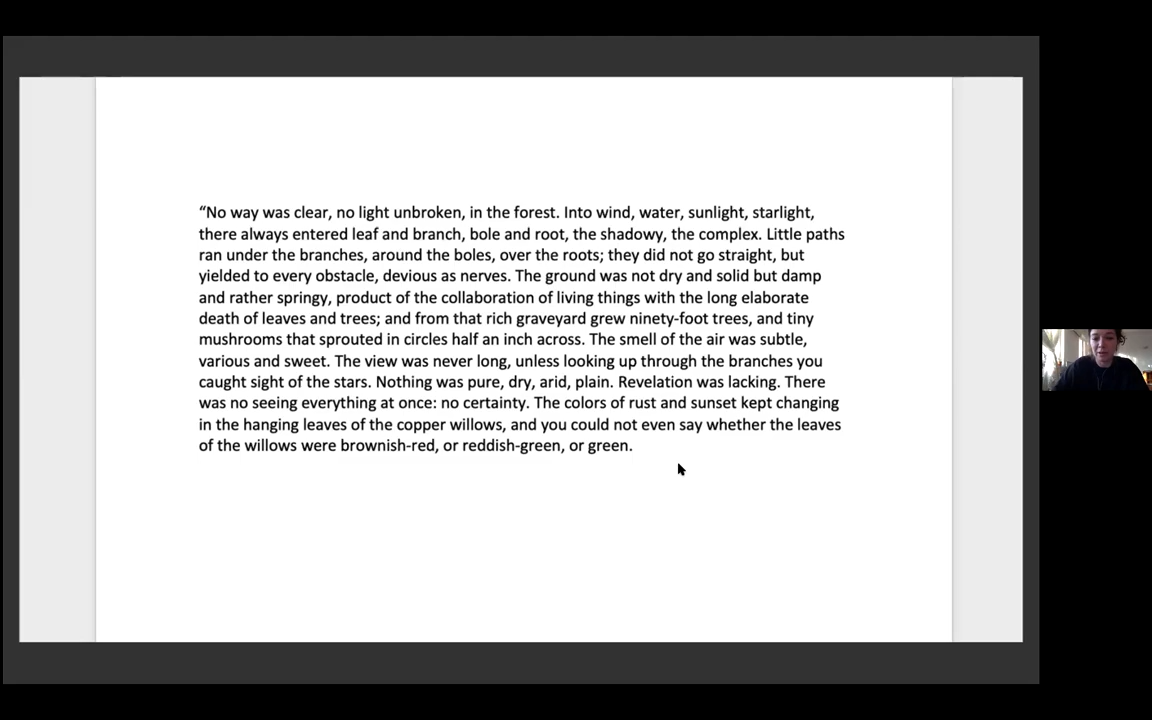 “No way was clear, no light unbroken, in the forest. Into wind, water, sunlight, starlight,
there always entered leaf and branch, bole and root, the shadowy, the complex. Little paths
ran under the branches, around the boles, over the roots; they did not go straight, but
yielded to every obstacle, devious as nerves. The ground was not dry and solid but damp
and rather springy, product of the collaboration of living things with the long elaborate
death of leaves and trees; and from that rich graveyard grew ninety-foot trees, and tiny
mushrooms that sprouted in circles half an inch across. The smell of the air was subtle,
various and sweet. The view was never long, unless looking up through the branches you
caught sight of the stars. Nothing was pure, dry, arid, plain. Revelation was lacking. There
was no seeing everything at once: no certainty. The colors of rust and sunset kept changing
in the hanging leaves of the copper willows, and you could not even say whether the leaves
of the willows were brownish-red, or reddish-green, or green.